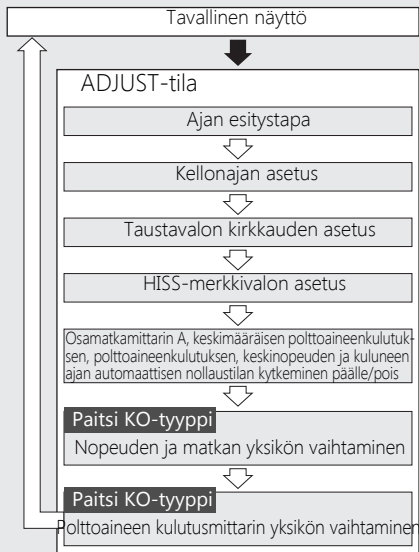 Tavallinen näyttö
ADJUST-tila
Ajan esitystapa
Kellonajan asetus
Taustavalon kirkkauden asetus
HISS-merkkivalon asetus
Osamatkamittarin A, keskimääräisen polttoaineenkulutuk-
sen, polttoaineenkulutuksen, keskinopeuden ja kuluneen
ajan automaattisen nollaustilan kytkeminen päälle/pois
Paitsi KO-tyyppi
Nopeuden ja matkan yksikön vaihtaminen
Paitsi KO-tyyppi
Polttoaineen kulutusmittarin yksikön vaihtaminen